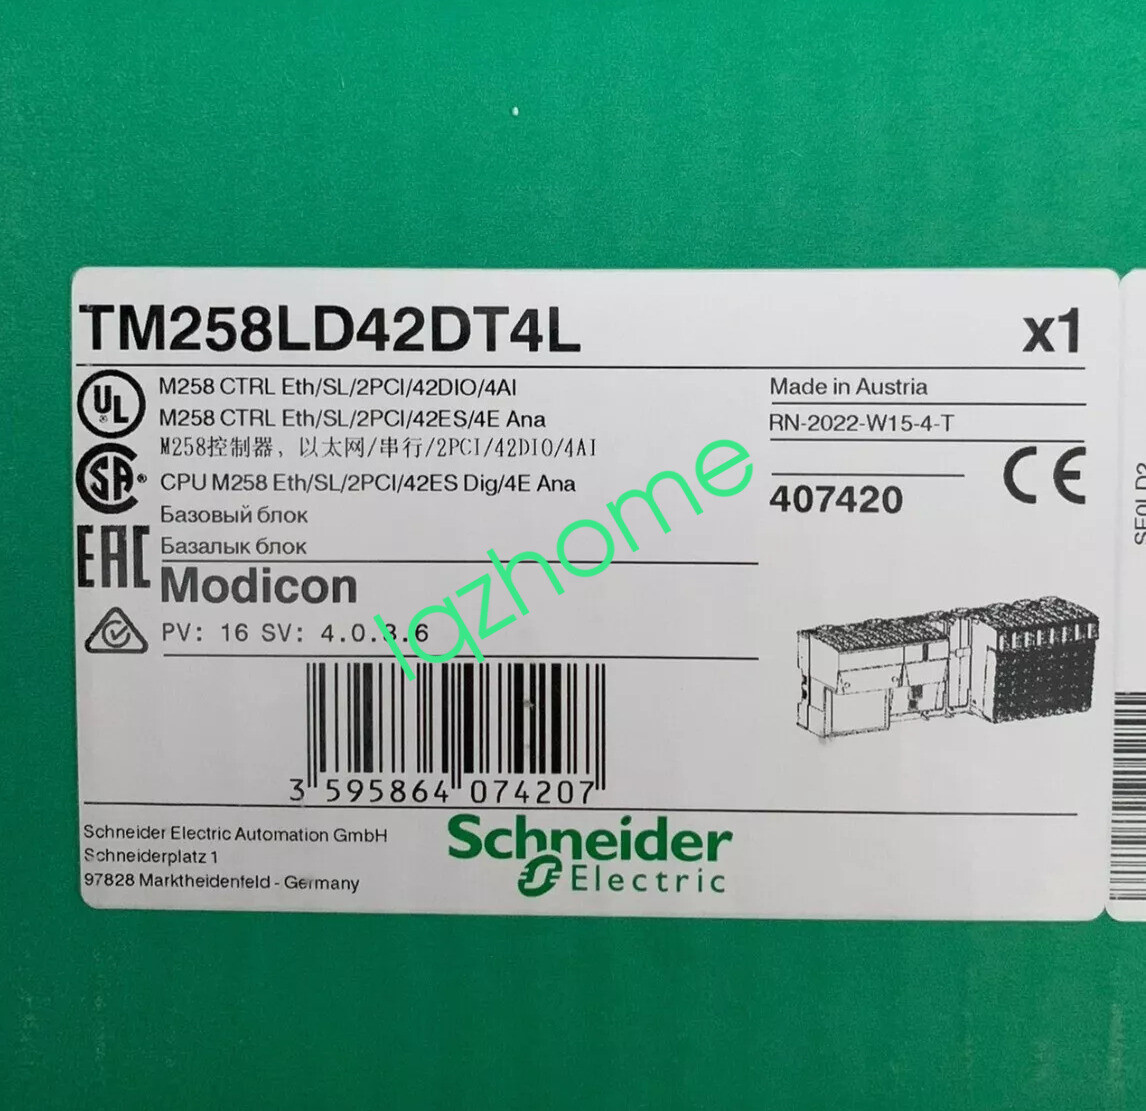 TM258LD42DT4L x1
M258 CTRL Eth/SL/2PCI/42DIO/4AI
M258 CTRL Eth/SL/2PCI/42ES/4E Ana
M258控制器，以太网/串行/2PCI/42DIO/4AI
CPU M258 Eth/SL/2PCI/42ES Dig/4E Ana
Базовый блок
Базалык блок
Made in Austria
RN-2022-W15-4-T
407420
UL
SA
EAC
CE
Modicon
PV: 16 SV: 4.0.3.6
lqzhome
3 595864 074207
Schneider Electric Automation GmbH
Schneiderplatz 1
97828 Marktheidenfeld - Germany
Schneider
Electric